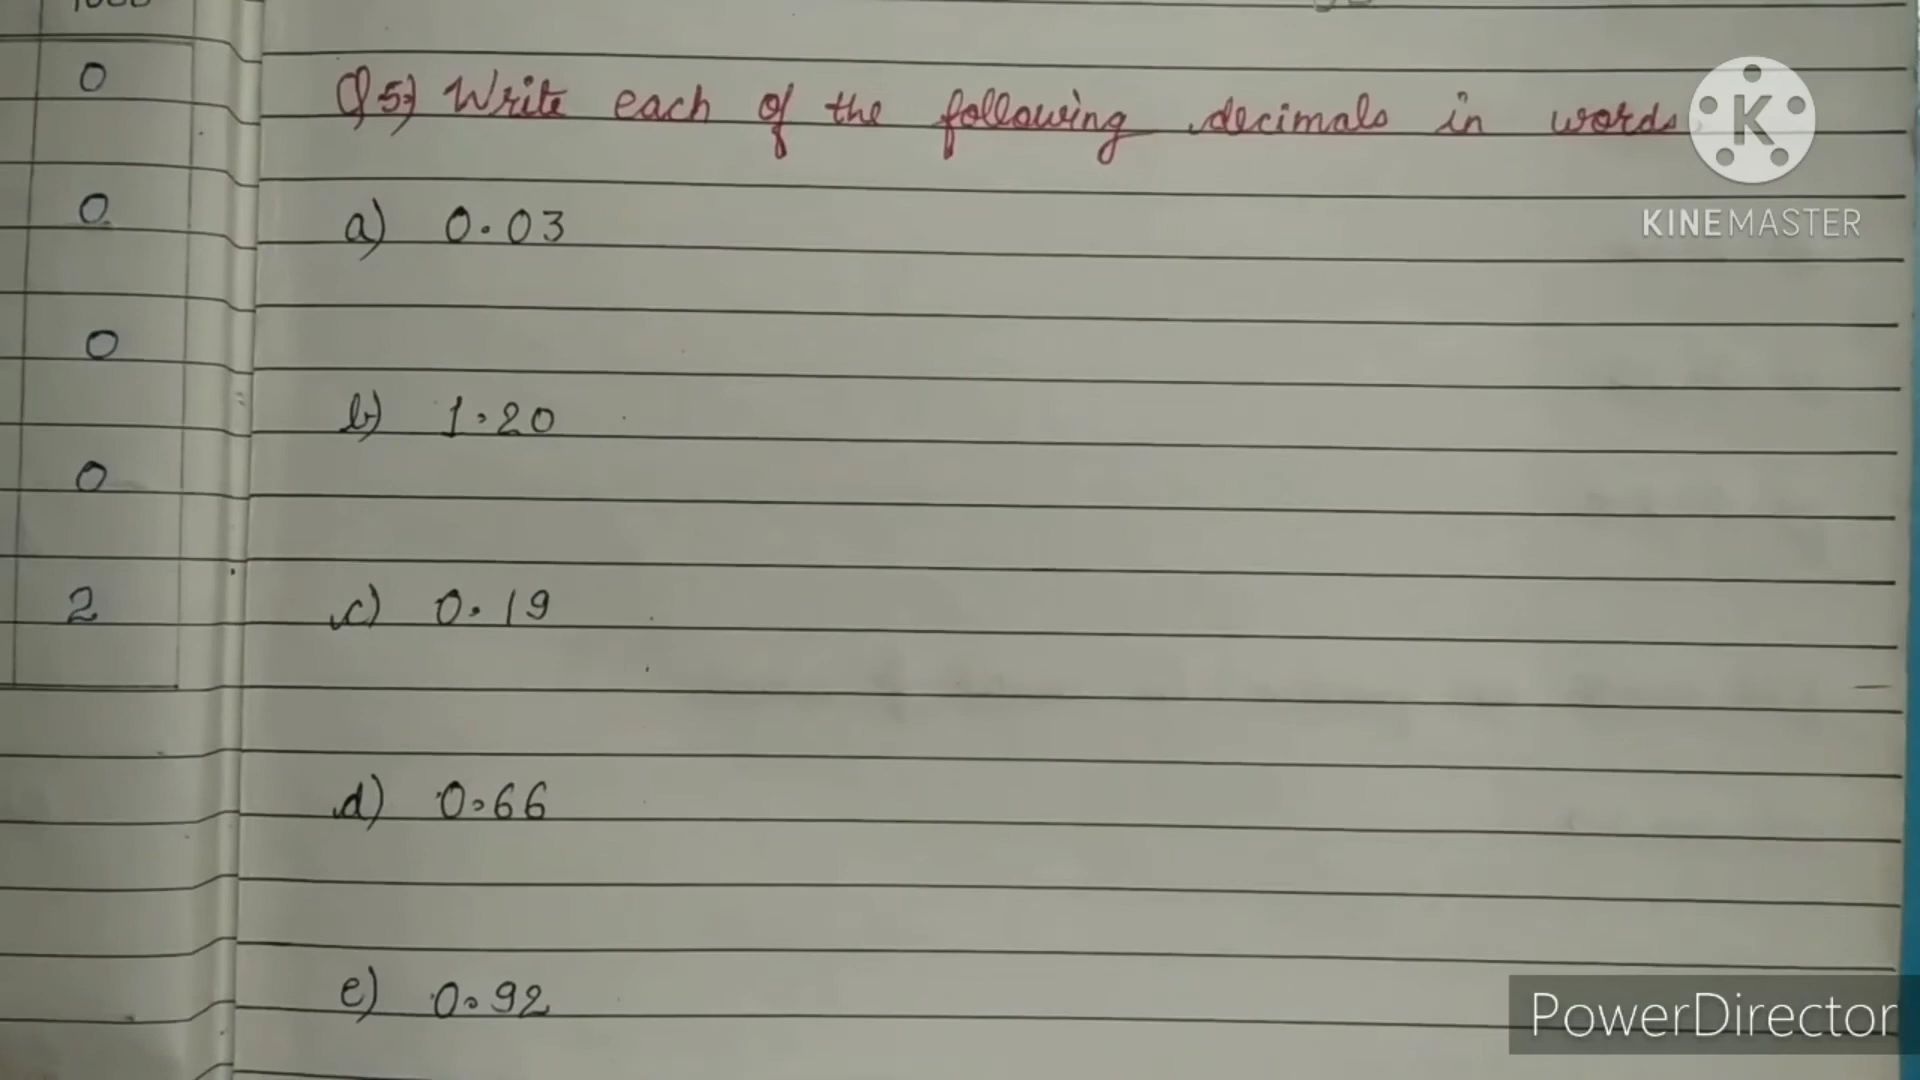 0
0
0
0
2
Q5) Write each of the following decimals in words.
a) 0.03
b) 1.20
c) 0.19
d) 0.66
e) 0.92
K
KINEMASTER
PowerDirector